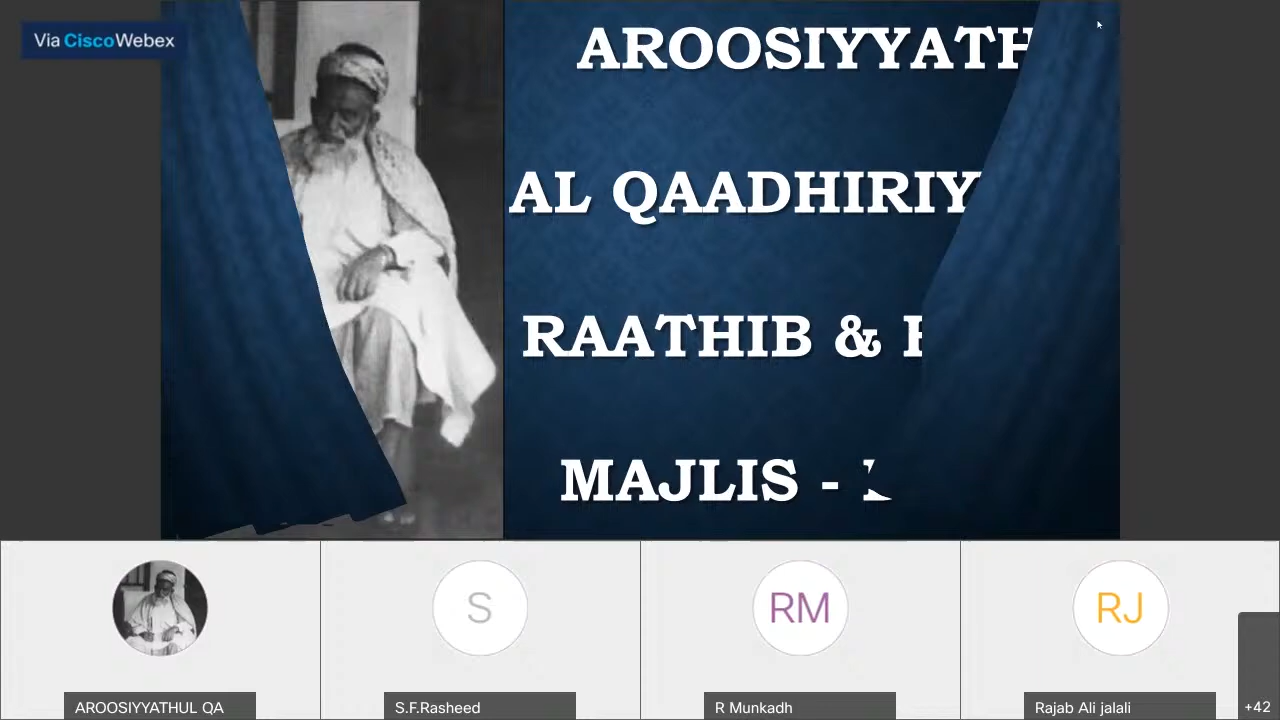 Via CiscoWebex
AROOSIYYATH
AL QAADHIRIY
RAATHIB &
MAJLIS -
AROOSIYYATHUL QA
S.F.Rasheed
R Munkadh
Rajab Ali jalali
S
RM
RJ
+42